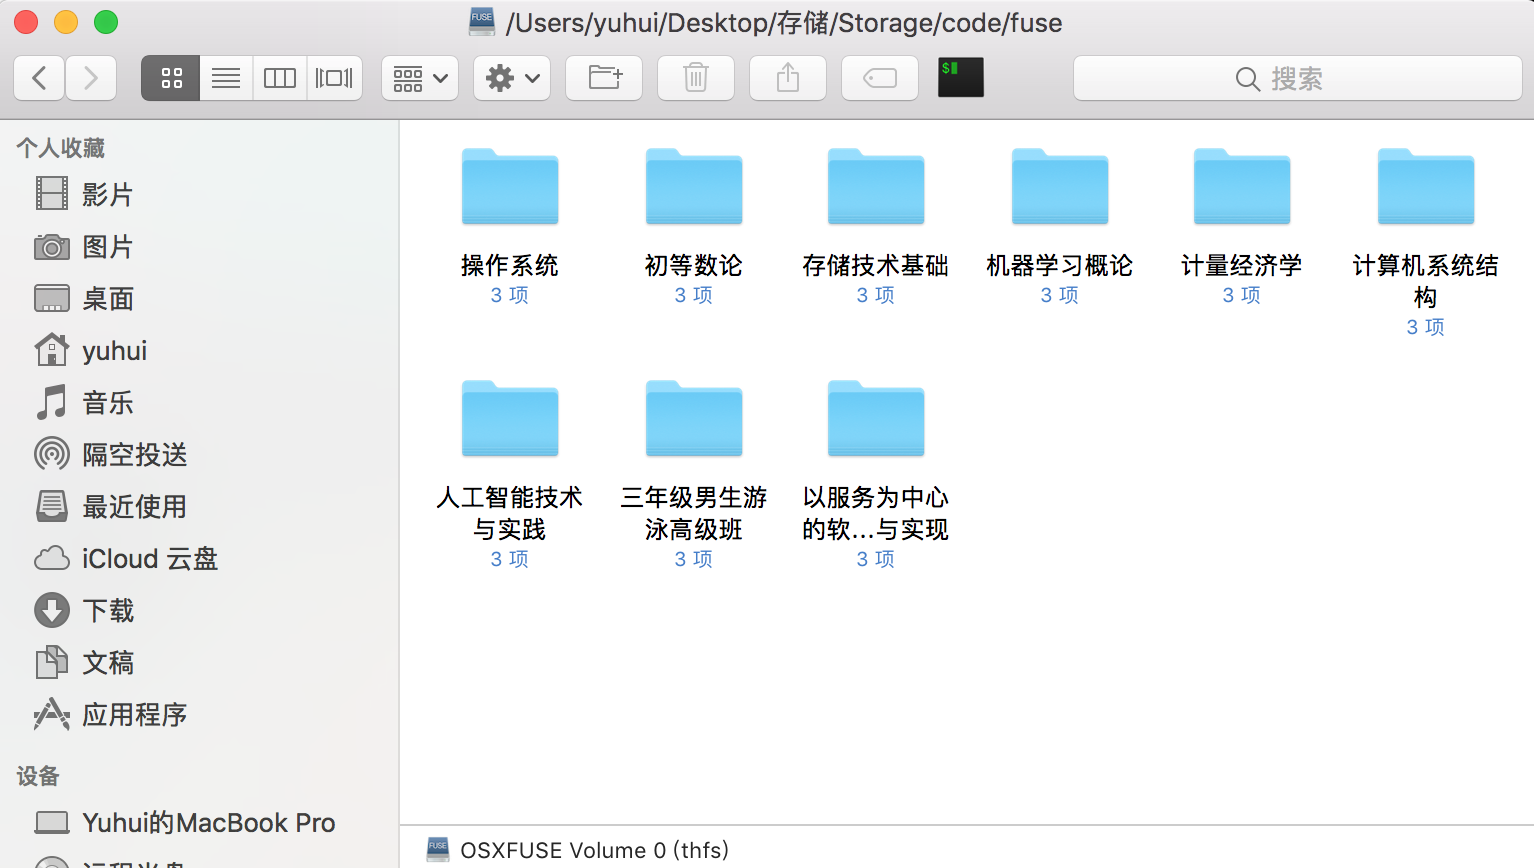 /Users/yuhui/Desktop/存储/Storage/code/fuse
搜索
个人收藏
影片
图片
桌面
yuhui
音乐
隔空投送
最近使用
iCloud 云盘
下载
文稿
应用程序
设备
Yuhui的MacBook Pro
远程光盘
操作系统
3 项
初等数论
3 项
存储技术基础
3 项
机器学习概论
3 项
计量经济学
3 项
计算机系统结
构
3 项
人工智能技术
与实践
3 项
三年级男生游
泳高级班
3 项
以服务为中心
的软...与实现
3 项
OSXFUSE Volume 0 (thfs)